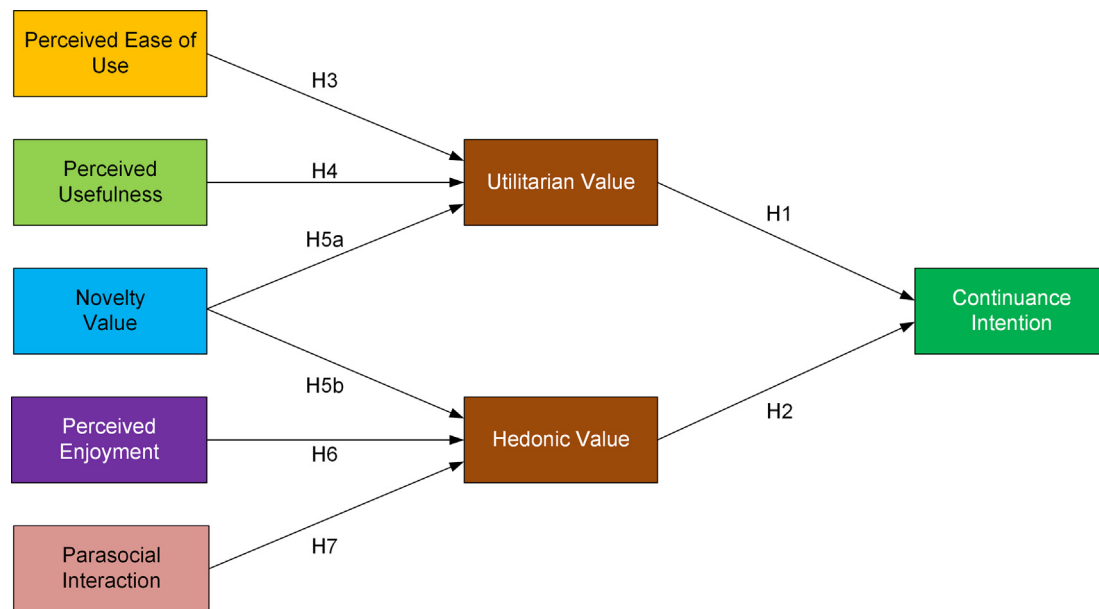 Perceived Ease of
Use
H3
Perceived
Usefulness
H4
Utilitarian Value
H1
H5a
Novelty
Value
Continuance
Intention
H5b
H2
Perceived
Enjoyment
H6
Hedonic Value
H7
Parasocial
Interaction